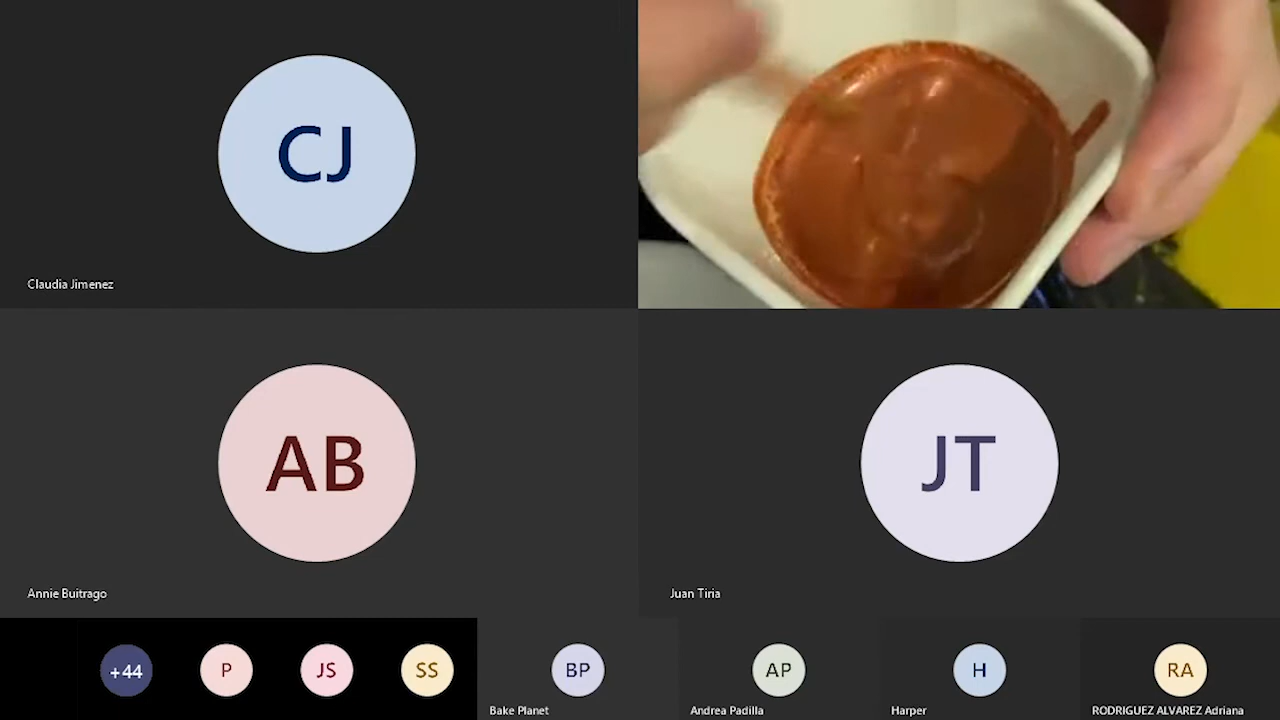 CJ
Claudia Jimenez
AB
Annie Buitrago
JT
Juan Tiria
+44
P
JS
SS
BP
Bake Planet
AP
Andrea Padilla
H
Harper
RA
RODRIGUEZ ALVAREZ Adriana